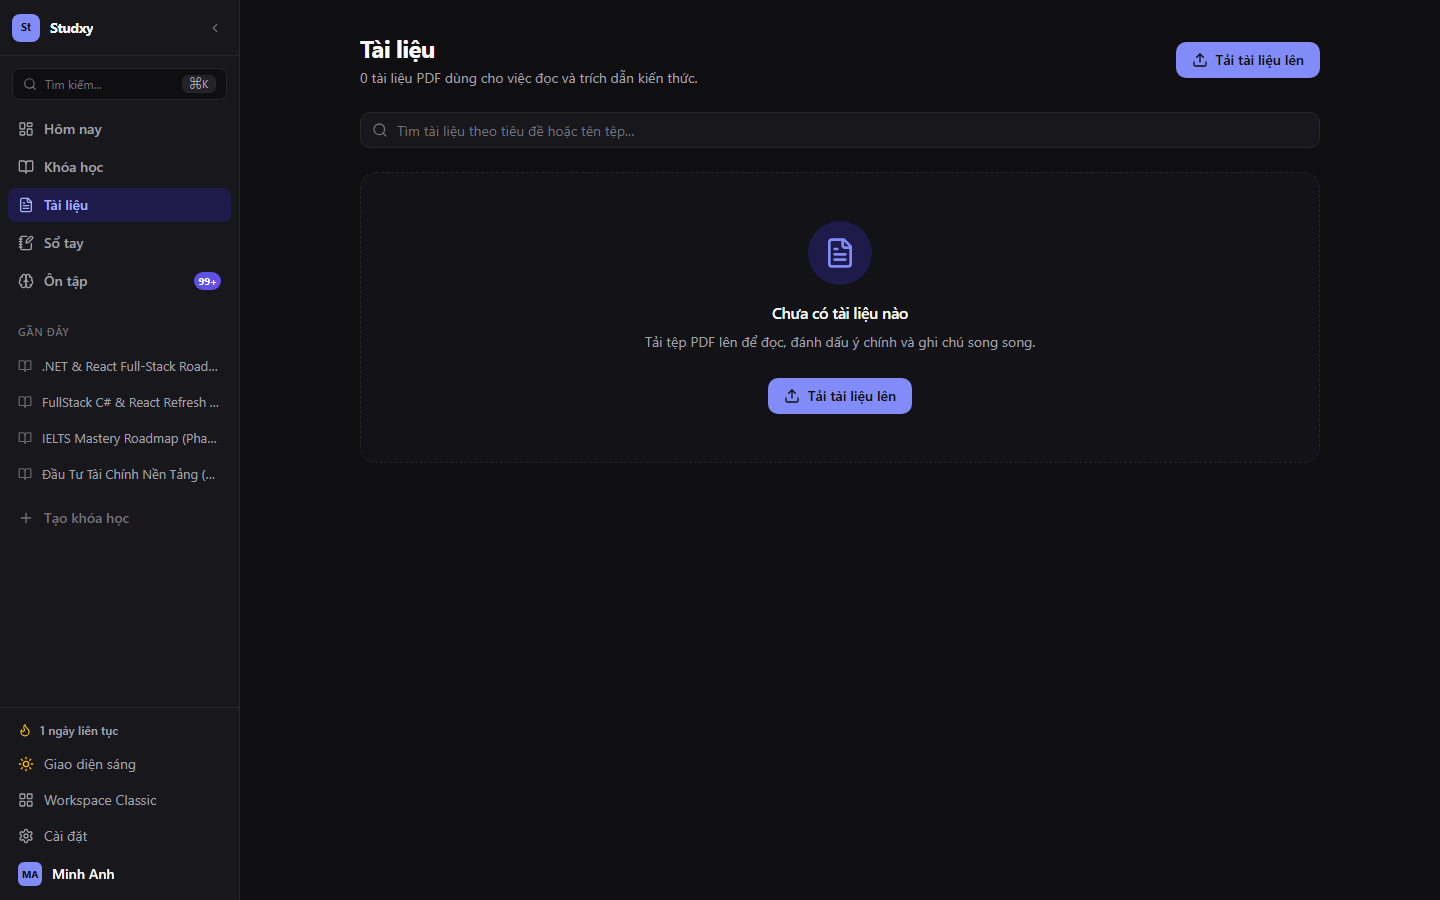 St
Studxy
Tìm kiếm...
⌘K
Hôm nay
Khóa học
Tài liệu
Sổ tay
Ôn tập
99+
GẦN ĐÂY
.NET & React Full-Stack Road...
FullStack C# & React Refresh ...
IELTS Mastery Roadmap (Pha...
Đầu Tư Tài Chính Nền Tảng (...
Tạo khóa học
1 ngày liên tục
Giao diện sáng
Workspace Classic
Cài đặt
MA
Minh Anh
Tài liệu
0 tài liệu PDF dùng cho việc đọc và trích dẫn kiến thức.
Tải tài liệu lên
Tìm tài liệu theo tiêu đề hoặc tên tệp...
Chưa có tài liệu nào
Tải tệp PDF lên để đọc, đánh dấu ý chính và ghi chú song song.
Tải tài liệu lên